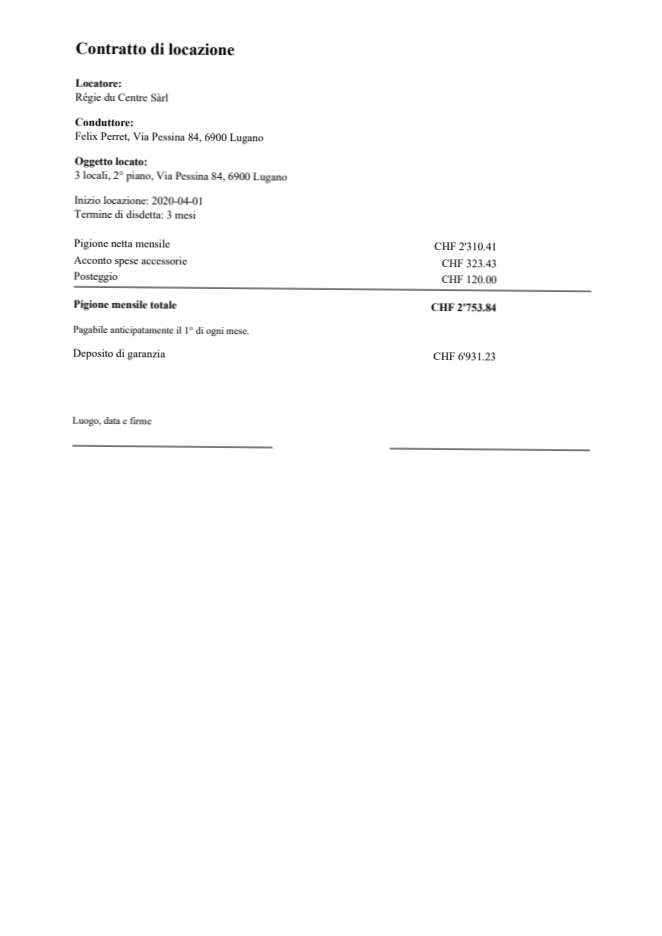 Contratto di locazione
Locatore:
Régie du Centre Sàrl
Conduttore:
Felix Perret, Via Pessina 84, 6900 Lugano
Oggetto locato:
3 locali, 2° piano, Via Pessina 84, 6900 Lugano
Inizio locazione: 2020-04-01
Termine di disdetta: 3 mesi
Pigione netta mensile CHF 2'310.41
Acconto spese accessorie CHF 323.43
Posteggio CHF 120.00
Pigione mensile totale CHF 2'753.84
Pagabile anticipatamente il 1° di ogni mese.
Deposito di garanzia CHF 6'931.23
Luogo, data e firme